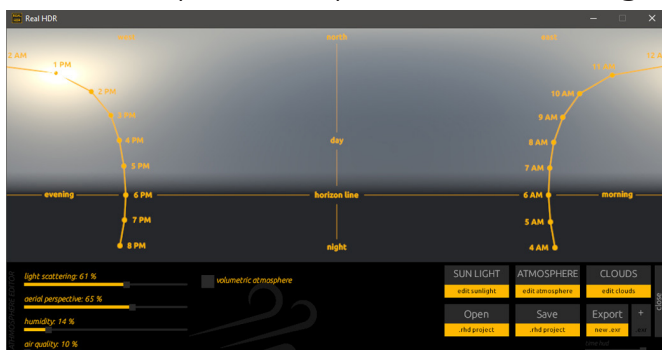 Real HDR
north
east
2 AM
1 PM
11 AM
12 A
2 PM
10 AM
3 PM
9 AM
4 PM
day
8 AM
5 PM
7 AM
evening
6 PM
horizon line
6 AM
morning
7 PM
5 AM
8 PM
night
4 AM
light scattering: 61 %
volumetric atmosphere
SUN LIGHT
ATMOSPHERE
CLOUDS
edit sunlight
edit atmosphere
edit clouds
aerial perspective: 65 %
close
humidity: 14 %
Open
Save
Export
+
.rhd project
.rhd project
new .exr
.exr
air quality: 10 %